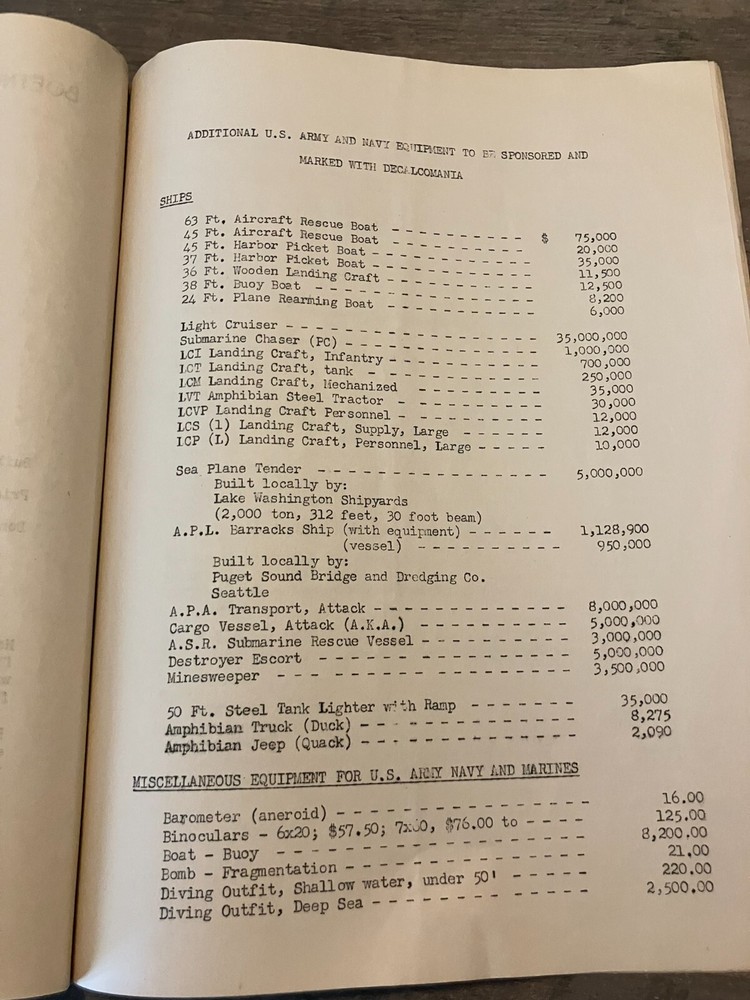 ADDITIONAL U.S. ARMY AND NAVY EQUIPMENT TO BE SPONSORED AND
MARKED WITH DECALCOMANIA
SHIPS
63 Ft. Aircraft Rescue Boat - - - - - - - - - - $ 75,000
45 Ft. Aircraft Rescue Boat - - - - - - - - - - 20,000
45 Ft. Harbor Picket Boat - - - - - - - - - - - 35,000
37 Ft. Harbor Picket Boat - - - - - - - - - - - 11,500
36 Ft. Wooden Landing Craft - - - - - - - - - - 12,500
38 Ft. Buoy Boat - - - - - - - - - - - - - - - 8,200
24 Ft. Plane Rearming Boat - - - - - - - - - - 6,000
Light Cruiser - - - - - - - - - - - - - - - - - 35,000,000
Submarine Chaser (PC) - - - - - - - - - - - - - 1,000,000
LCI Landing Craft, Infantry - - - - - - - - - - 700,000
LCT Landing Craft, tank - - - - - - - - - - - - 250,000
LCM Landing Craft, Mechanized - - - - - - - - 35,000
LVT Amphibian Steel Tractor - - - - - - - - - - 30,000
LCVP Landing Craft Personnel - - - - - - - - - 12,000
LCS (1) Landing Craft, Supply, Large - - - - - - 12,000
LCP (L) Landing Craft, Personnel, Large - - - - - 10,000
Sea Plane Tender - - - - - - - - - - - - - - - 5,000,000
Built locally by:
Lake Washington Shipyards
(2,000 ton, 312 feet, 30 foot beam)
A.P.L. Barracks Ship (with equipment) - - - - - - 1,128,900
(vessel) - - - - - - - - - - 950,000
Built locally by:
Puget Sound Bridge and Dredging Co.
Seattle
A.P.A. Transport, Attack - - - - - - - - - - - - 8,000,000
Cargo Vessel, Attack (A.K.A.) - - - - - - - - - - 5,000,000
A.S.R. Submarine Rescue Vessel - - - - - - - - - 3,000,000
Destroyer Escort - - - - - - - - - - - - - - - 5,000,000
Minesweeper - - - - - - - - - - - - - - - - - - 3,500,000
50 Ft. Steel Tank Lighter with Ramp - - - - - - - 35,000
Amphibian Truck (Duck) - - - - - - - - - - - - - 8,275
Amphibian Jeep (Quack) - - - - - - - - - - - - - 2,090
MISCELLANEOUS EQUIPMENT FOR U.S. ARMY NAVY AND MARINES
Barometer (aneroid) - - - - - - - - - - - - - - - 16.00
Binoculars - 6x20; $57.50; 7x50, $76.00 to - - - - 125.00
Boat - Buoy - - - - - - - - - - - - - - - - - - 8,200.00
Bomb - Fragmentation - - - - - - - - - - - - - - 21.00
Diving Outfit, Shallow water, under 50' - - - - - 220.00
Diving Outfit, Deep Sea - - - - - - - - - - - - - 2,500.00